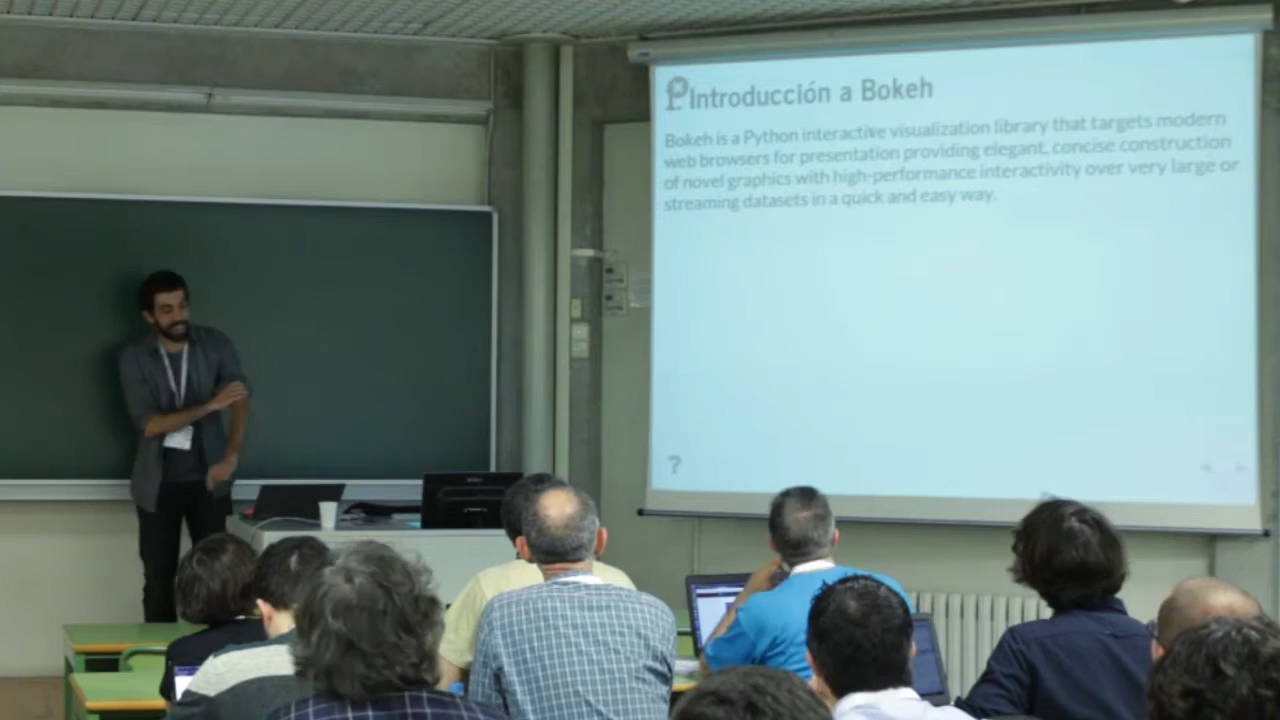 Introducción a Bokeh
Bokeh is a Python interactive visualization library that targets modern
web browsers for presentation providing elegant, concise construction
of novel graphics with high-performance interactivity over very large or
streaming datasets in a quick and easy way.
?